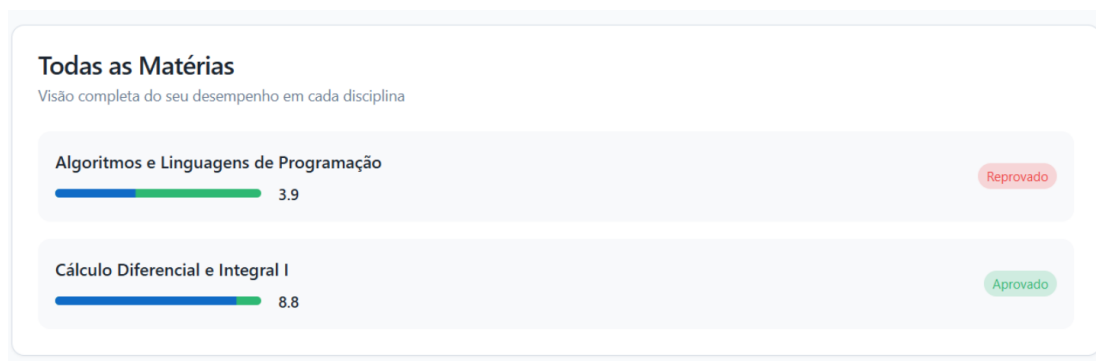 Todas as Matérias
Visão completa do seu desempenho em cada disciplina
Algoritmos e Linguagens de Programação
3.9
Reprovado
Cálculo Diferencial e Integral I
8.8
Aprovado